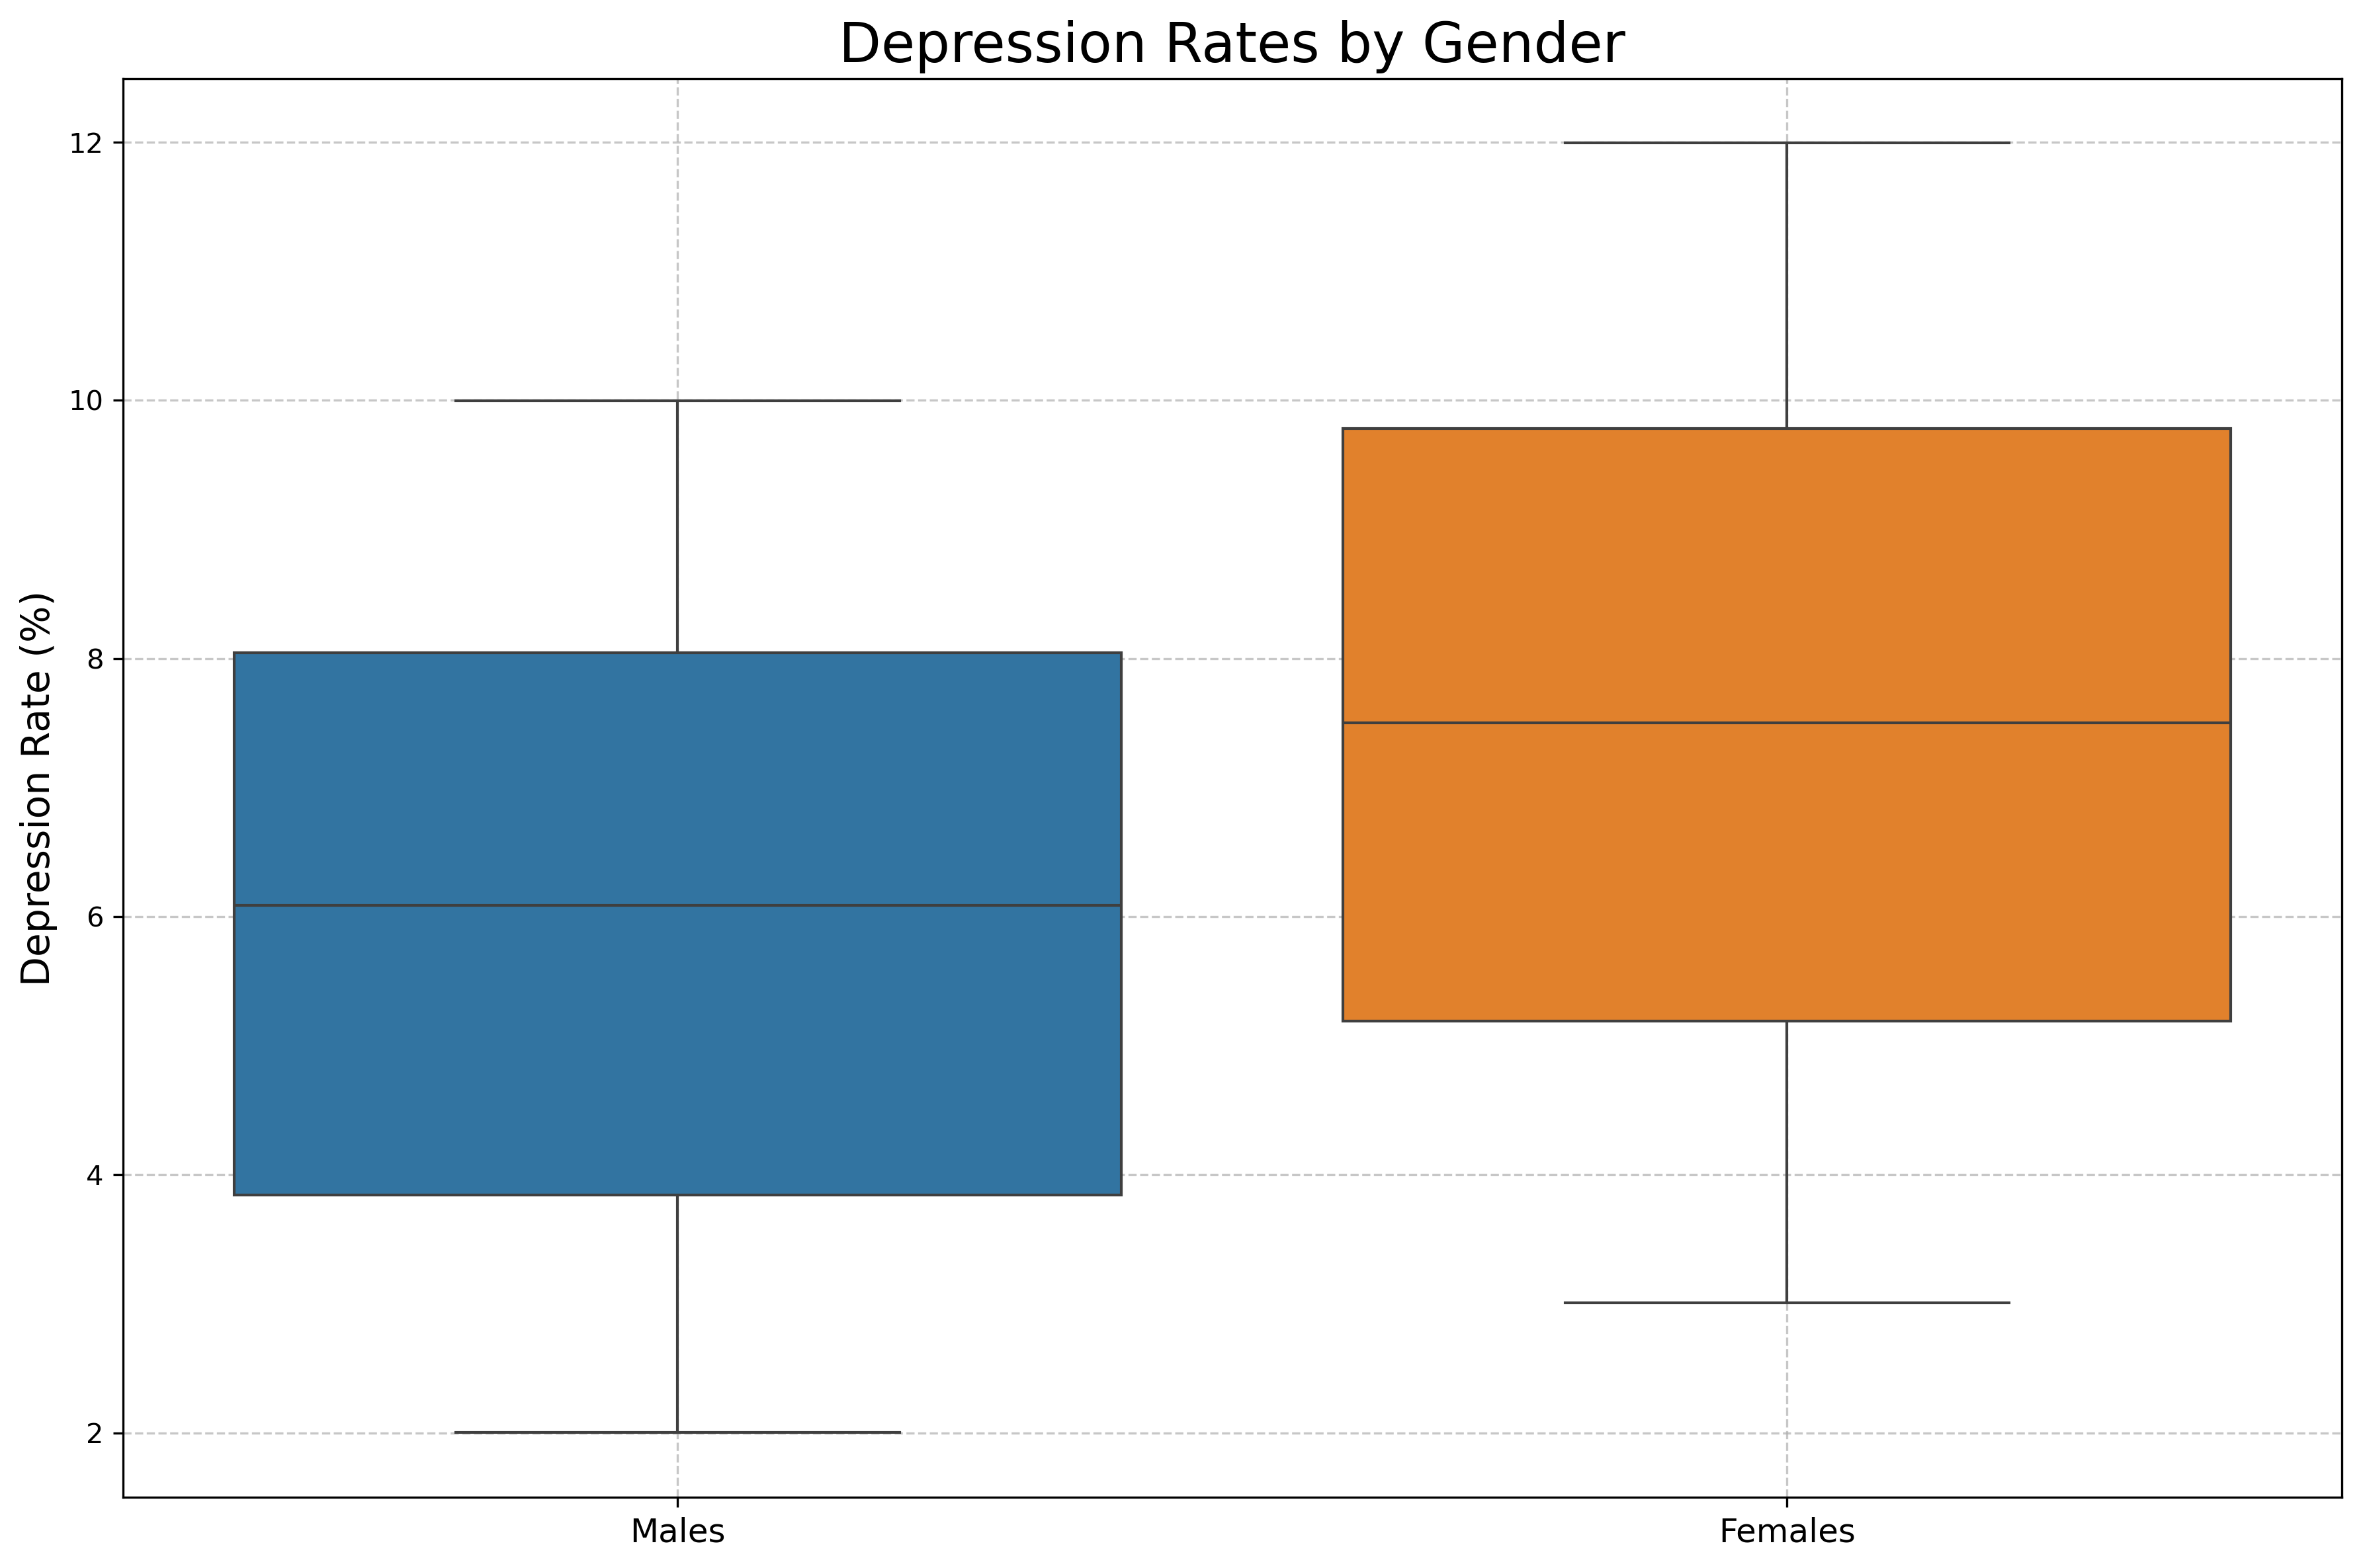 Depression Rates by Gender
Depression Rate (%)
12
10
8
6
4
2
Males
Females